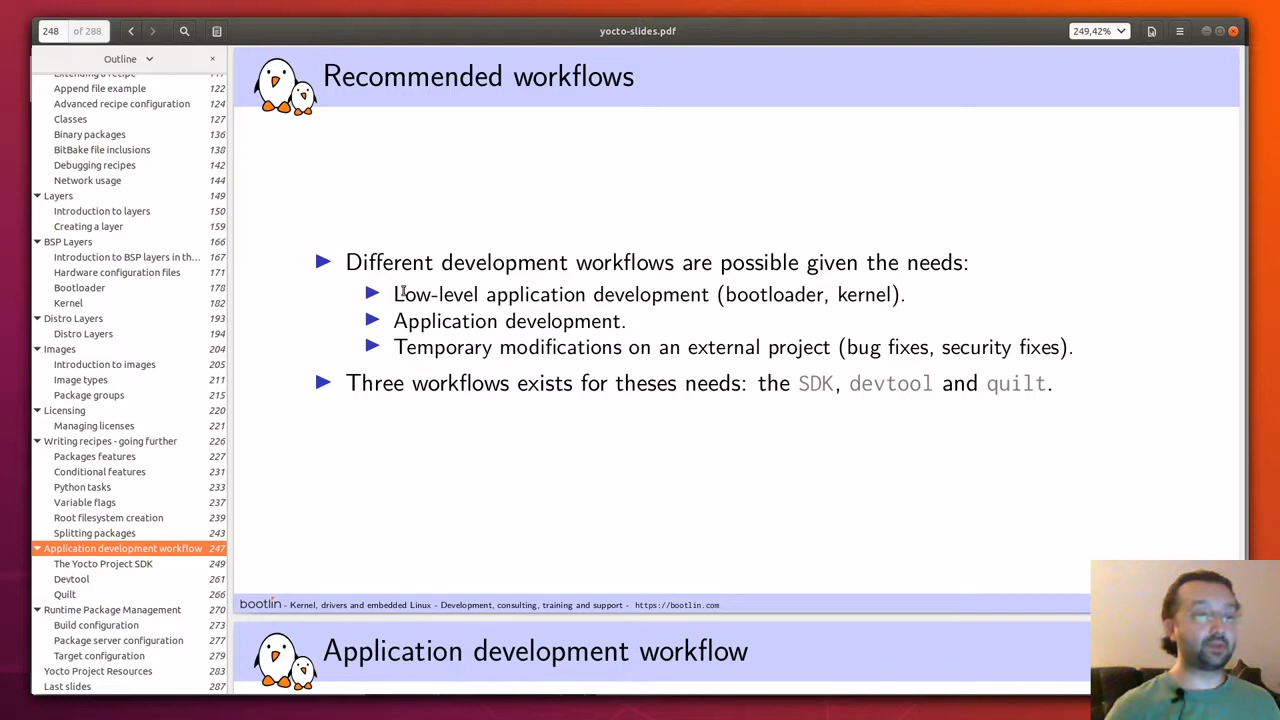 248 of 288
yocto-slides.pdf
249,42%
Outline
Extending a recipe 117
Append file example 122
Advanced recipe configuration 124
Classes 127
Binary packages 136
BitBake file inclusions 138
Debugging recipes 142
Network usage 144
Layers 149
Introduction to layers 150
Creating a layer 159
BSP Layers 166
Introduction to BSP layers in th... 167
Hardware configuration files 171
Bootloader 178
Kernel 182
Distro Layers 193
Distro Layers 194
Images 204
Introduction to images 205
Image types 211
Package groups 215
Licensing 220
Managing licenses 221
Writing recipes - going further 226
Packages features 227
Conditional features 231
Python tasks 233
Variable flags 237
Root filesystem creation 239
Splitting packages 243
Application development workflow 247
The Yocto Project SDK 249
Devtool 261
Quilt 266
Runtime Package Management 270
Build configuration 273
Package server configuration 277
Target configuration 279
Yocto Project Resources 283
Last slides 287
Recommended workflows
Different development workflows are possible given the needs:
Low-level application development (bootloader, kernel).
Application development.
Temporary modifications on an external project (bug fixes, security fixes).
Three workflows exists for theses needs: the SDK, devtool and quilt.
bootlin - Kernel, drivers and embedded Linux - Development, consulting, training and support - https://bootlin.com
Application development workflow